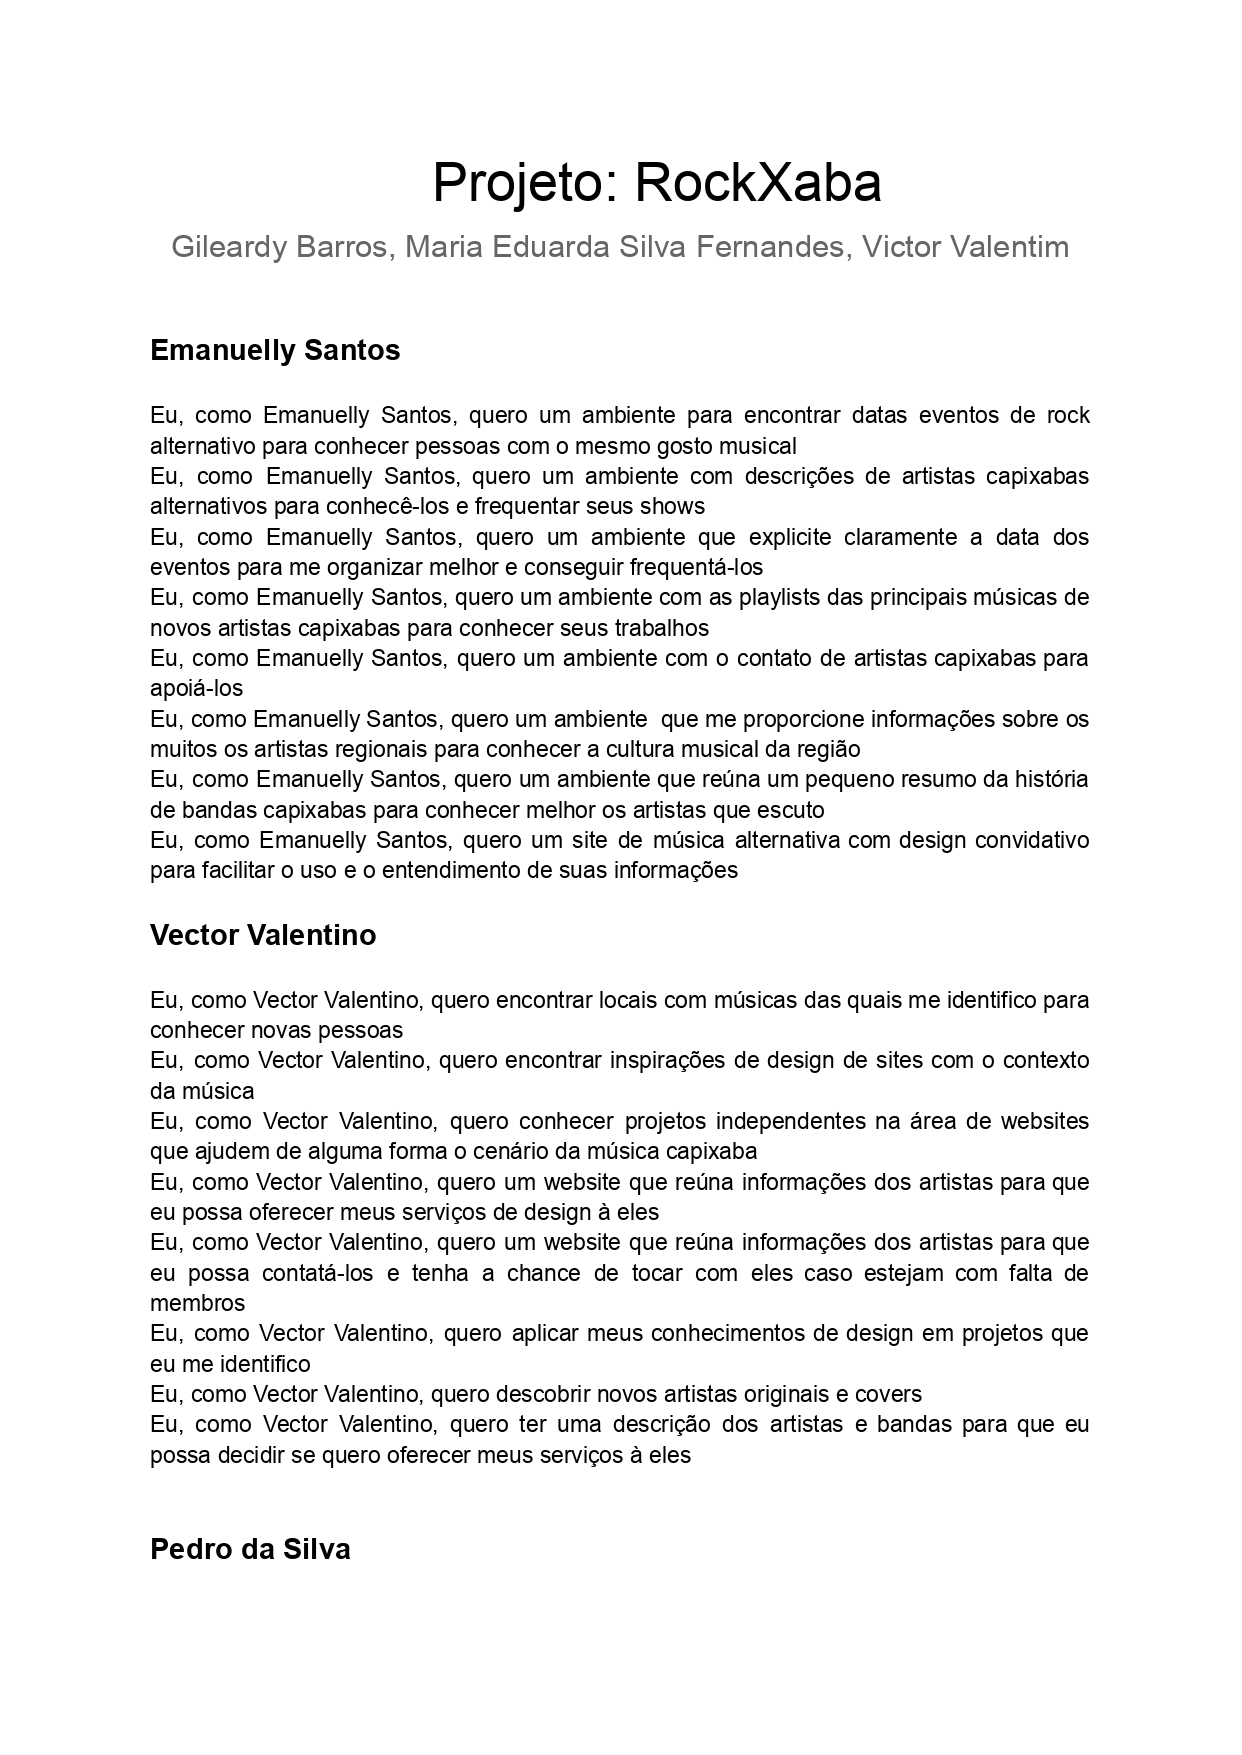 Projeto: RockXaba
Gileardy Barros, Maria Eduarda Silva Fernandes, Victor Valentim
Emanuelly Santos
Eu, como Emanuelly Santos, quero um ambiente para encontrar datas eventos de rock
alternativo para conhecer pessoas com o mesmo gosto musical
Eu, como Emanuelly Santos, quero um ambiente com descrições de artistas capixabas
alternativos para conhecê-los e frequentar seus shows
Eu, como Emanuelly Santos, quero um ambiente que explicite claramente a data dos
eventos para me organizar melhor e conseguir frequentá-los
Eu, como Emanuelly Santos, quero um ambiente com as playlists das principais músicas de
novos artistas capixabas para conhecer seus trabalhos
Eu, como Emanuelly Santos, quero um ambiente com o contato de artistas capixabas para
apoiá-los
Eu, como Emanuelly Santos, quero um ambiente  que me proporcione informações sobre os
muitos os artistas regionais para conhecer a cultura musical da região
Eu, como Emanuelly Santos, quero um ambiente que reúna um pequeno resumo da história
de bandas capixabas para conhecer melhor os artistas que escuto
Eu, como Emanuelly Santos, quero um site de música alternativa com design convidativo
para facilitar o uso e o entendimento de suas informações
Vector Valentino
Eu, como Vector Valentino, quero encontrar locais com músicas das quais me identifico para
conhecer novas pessoas
Eu, como Vector Valentino, quero encontrar inspirações de design de sites com o contexto
da música
Eu, como Vector Valentino, quero conhecer projetos independentes na área de websites
que ajudem de alguma forma o cenário da música capixaba
Eu, como Vector Valentino, quero um website que reúna informações dos artistas para que
eu possa oferecer meus serviços de design à eles
Eu, como Vector Valentino, quero um website que reúna informações dos artistas para que
eu possa contatá-los e tenha a chance de tocar com eles caso estejam com falta de
membros
Eu, como Vector Valentino, quero aplicar meus conhecimentos de design em projetos que
eu me identifico
Eu, como Vector Valentino, quero descobrir novos artistas originais e covers
Eu, como Vector Valentino, quero ter uma descrição dos artistas e bandas para que eu
possa decidir se quero oferecer meus serviços à eles
Pedro da Silva